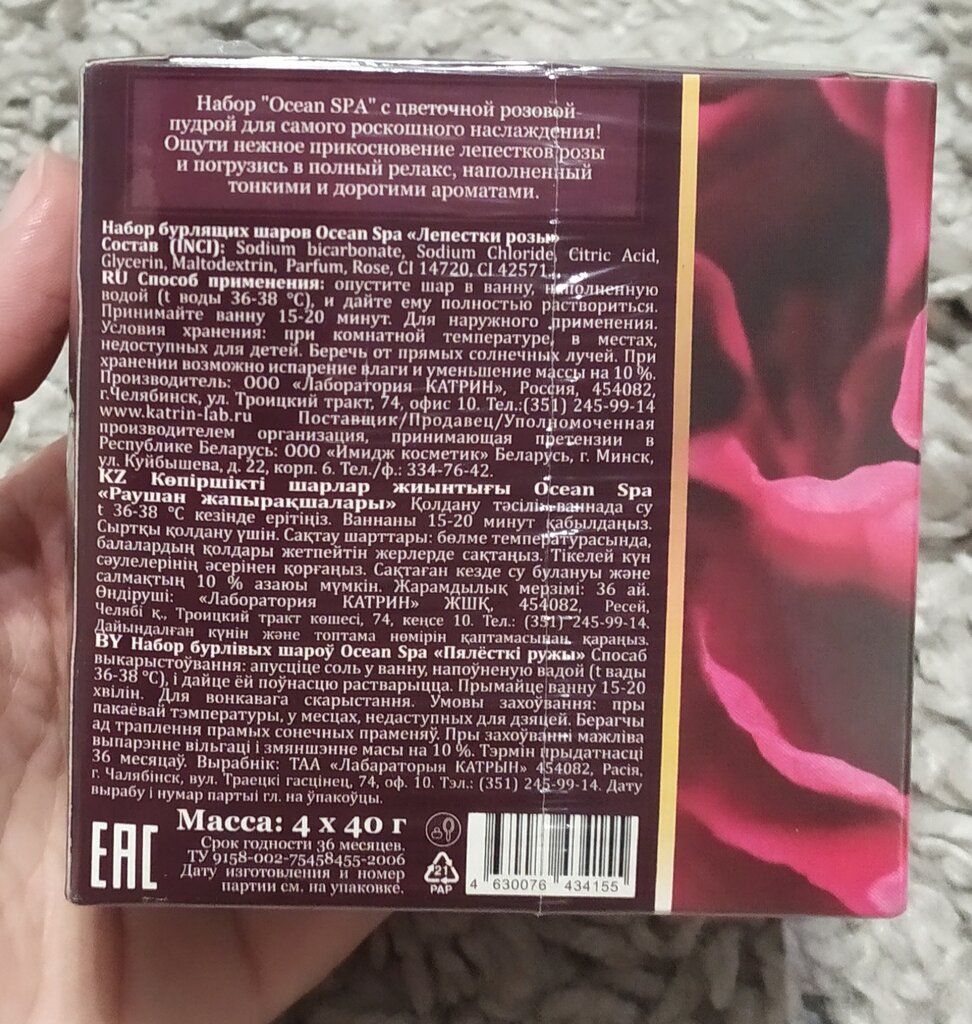 Набор "Ocean SPA" с цветочной розовой
пудрой для самого роскошного наслаждения!
Ощути нежное прикосновение лепестков розы
и погрузись в полный релакс, наполненный
тонкими и дорогими ароматами.
Набор бурлящих шаров Ocean Spa «Лепестки розы»
Состав (INCI): Sodium bicarbonate, Sodium Chloride, Citric Acid,
Glycerin, Maltodextrin, Parfum, Rose, CI 14720, CI 42571.
RU Способ применения: опустите шар в ванну, наполненную
водой (t воды 36-38 °C), и дайте ему полностью раствориться.
Принимайте ванну 15-20 минут. Для наружного применения.
Условия хранения: при комнатной температуре, в местах,
недоступных для детей. Беречь от прямых солнечных лучей. При
хранении возможно испарение влаги и уменьшение массы на 10 %.
Производитель: ООО «Лаборатория КАТРИН», Россия, 454082,
г.Челябинск, ул. Троицкий тракт, 74, офис 10. Тел.:(351) 245-99-14
www.katrin-lab.ru Поставщик/Продавец/Уполномоченная
производителем организация, принимающая претензии в
Республике Беларусь: ООО «Имидж косметик» Беларусь, г. Минск,
ул. Куйбышева, д. 22, корп. 6. Тел./ф.: 334-76-42.
KZ Көпіршікті шарлар жиынтығы Ocean Spa
«Раушан жапырақшалары» Қолдану тәсілі: ваннада су
t 36-38 °C кезінде ерітіңіз. Ваннаны 15-20 минут қабылдаңыз.
Сыртқы қолдану үшін. Сақтау шарттары: бөлме температурасында,
балалардың қолдары жетпейтін жерлерде сақтаңыз. Тікелей күн
сәулелерінің әсерінен қорғаңыз. Сақтаған кезде су булануы және
салмақтың 10 % азаюы мүмкін. Жарамдылық мерзімі: 36 ай.
Өндіруші: «Лаборатория КАТРИН» ЖШҚ, 454082, Ресей,
Челябі қ., Троицкий тракт көшесі, 74, кеңсе 10. Тел.: (351) 245-99-14.
Дайындалған күнін және топтама нөмірін қаптамасынан қараңыз.
BY Набор бурлівых шароў Ocean Spa «Пялёсткі ружы» Спосаб
выкарыстоўвання: апусціце соль у ванну, напоўненую вадой (t вады
36-38 °C), і дайце ёй поўнасцю растварыцца. Прымайце ванну 15-20
хвілін. Для вонкавага скарыстання. Умовы захоўвання: пры
пакаёвай тэмпературы, у месцах, недаступных для дзяцей. Берагчы
ад траплення прамых сонечных праменяў. Пры захоўванні мажліва
выпарэнне вільгаці і змяншэнне масы на 10 %. Тэрмін прыдатнасці
36 месяцаў. Вырабнік: ТАА «Лабараторыя КАТРЫН» 454082, Расія,
г. Чалябінск, вул. Траецкі гасцінец, 74, оф. 10. Тэл.: (351) 245-99-14. Дату
вырабу і нумар партыі гл. на ўпакоўцы.
EAC
Масса: 4 х 40 г
Срок годности 36 месяцев.
ТУ 9158-002-75458455-2006
Дату изготовления и номер
партии см. на упаковке.
21
PAP
4 630076 434155